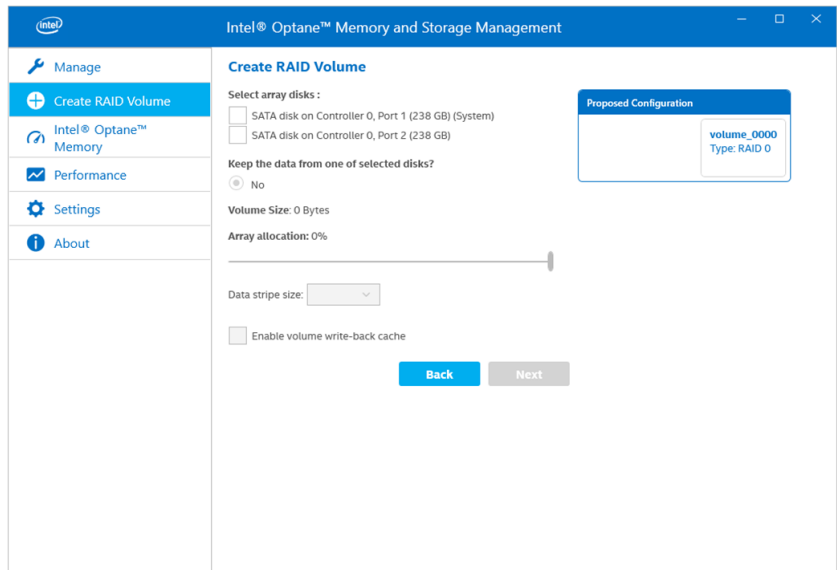 intel
Intel® Optane™ Memory and Storage Management
Manage
Create RAID Volume
Intel® Optane™
Memory
Performance
Settings
About
Create RAID Volume
Select array disks :
SATA disk on Controller 0, Port 1 (238 GB) (System)
SATA disk on Controller 0, Port 2 (238 GB)
Keep the data from one of selected disks?
No
Volume Size: 0 Bytes
Array allocation: 0%
Data stripe size:
Enable volume write-back cache
Back
Next
Proposed Configuration
volume_0000
Type: RAID 0